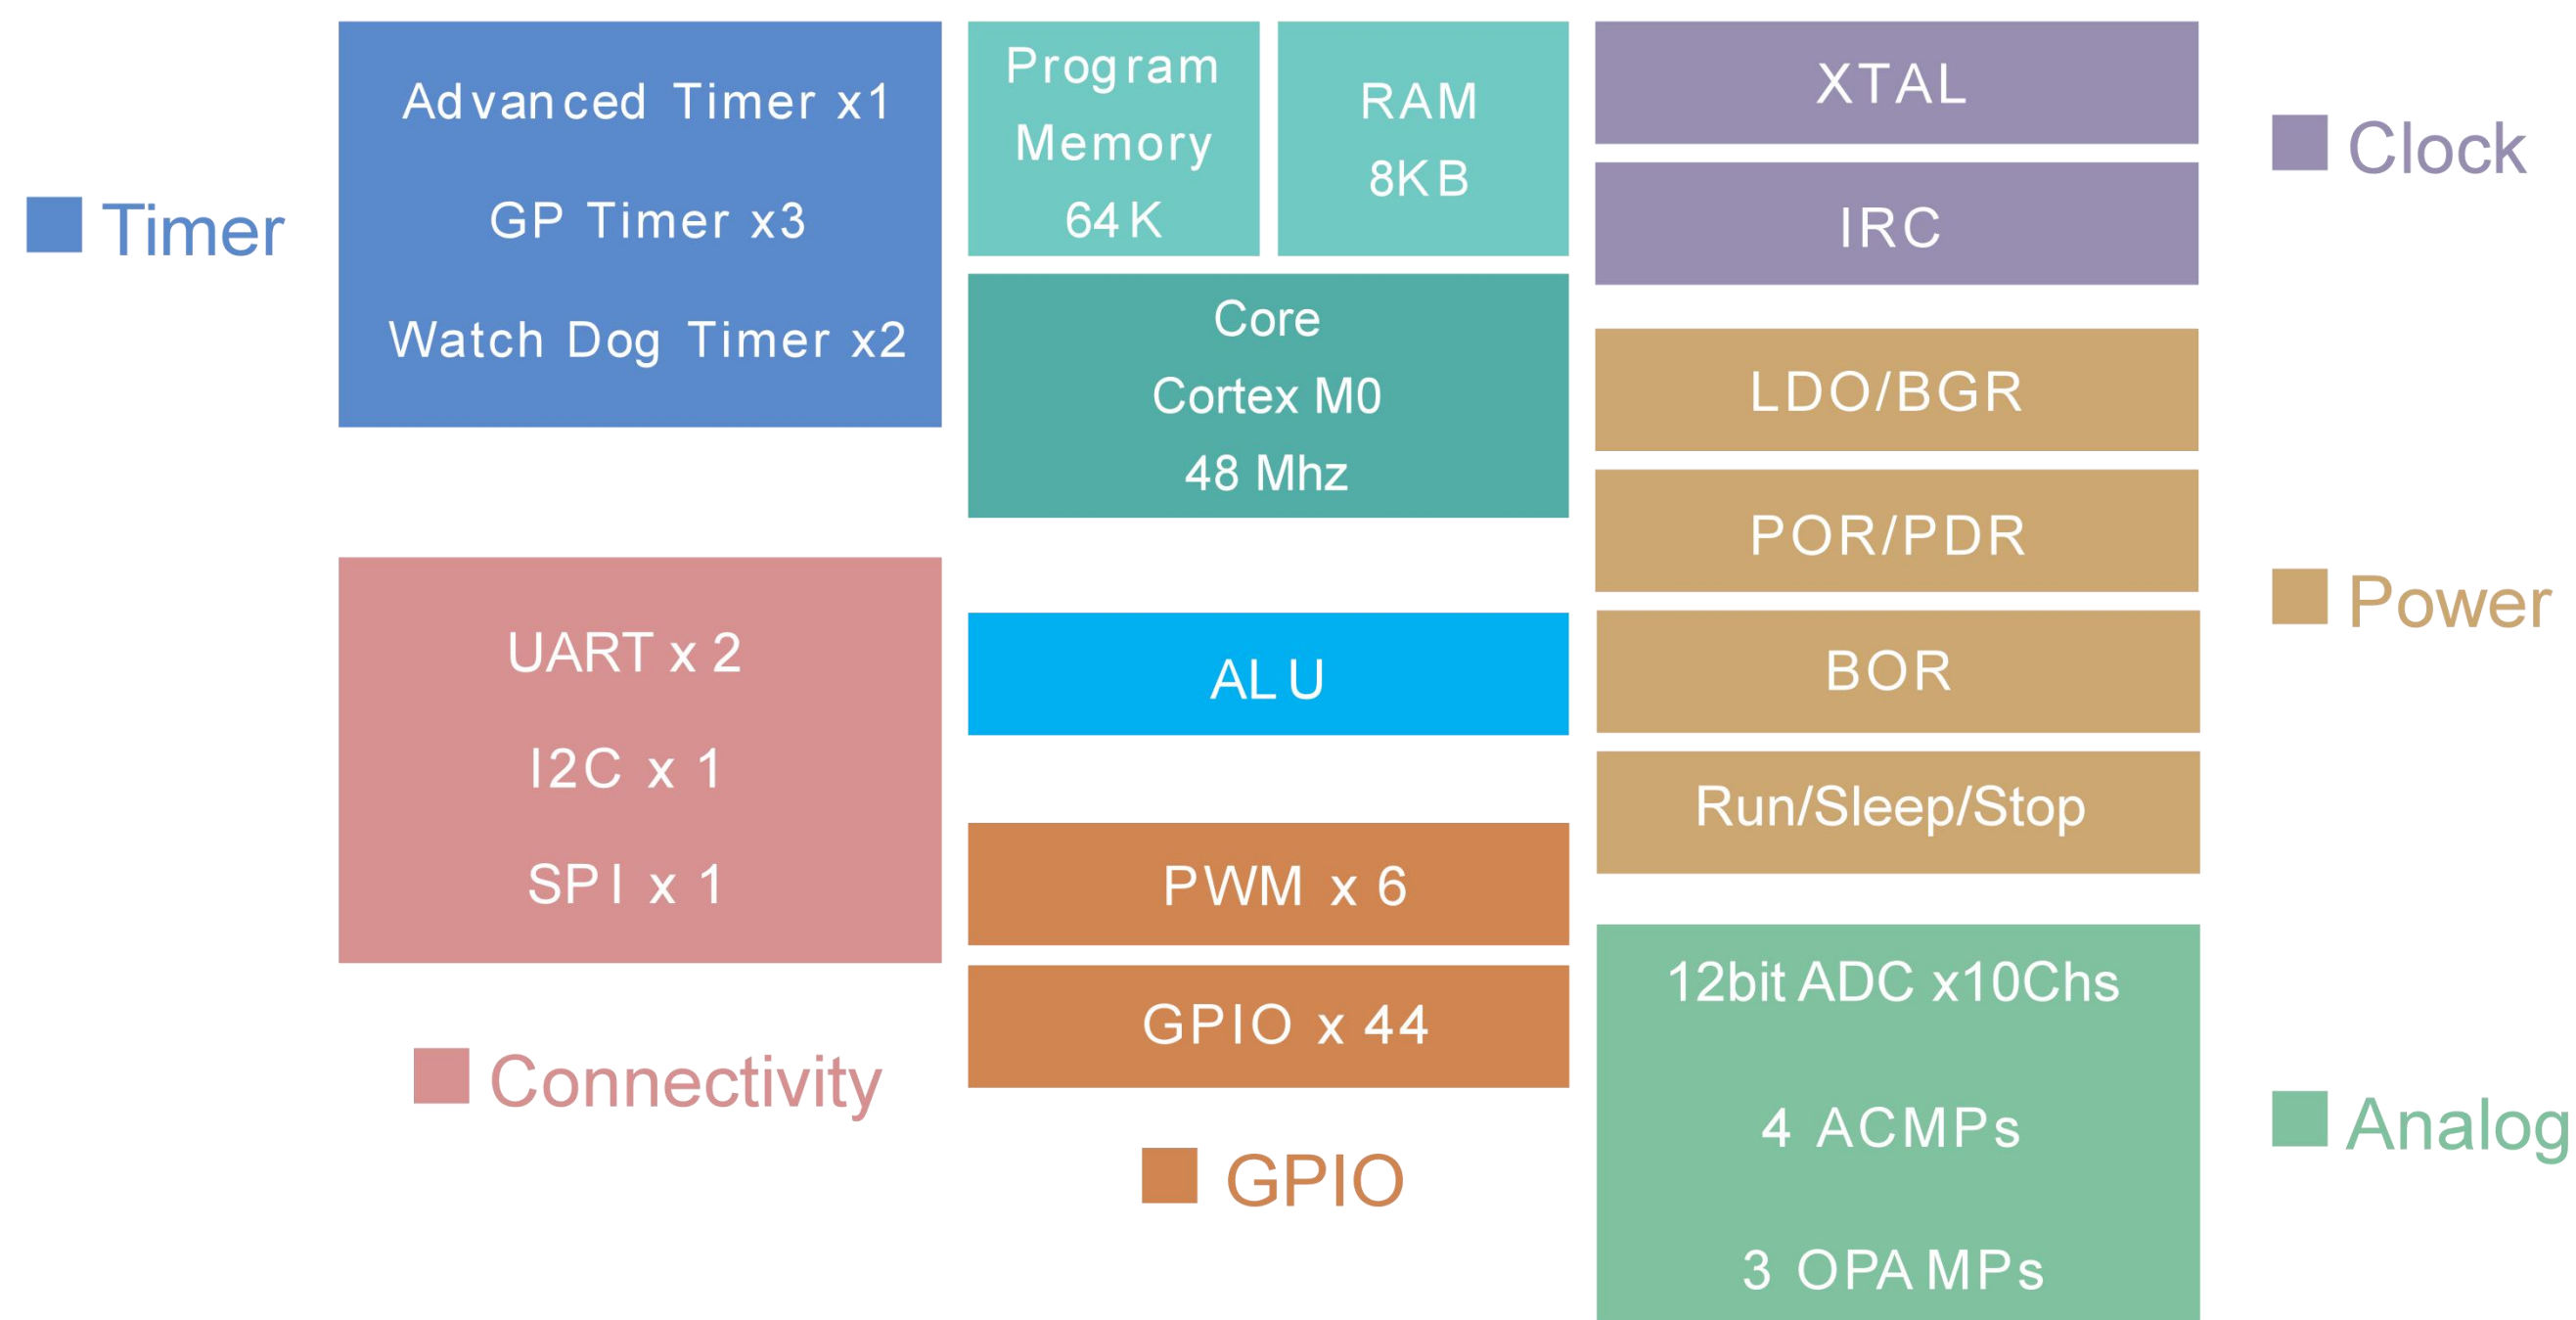 Timer
Advanced Timer x1
GP Timer x3
Watch Dog Timer x2
Program
Memory
64K
RAM
8KB
Core
Cortex M0
48 Mhz
XTAL
IRC
Clock
LDO/BGR
POR/PDR
BOR
Run/Sleep/Stop
Power
UART x 2
I2C x 1
SPI x 1
Connectivity
ALU
PWM x 6
GPIO x 44
GPIO
12bit ADC x10Chs
4 ACMPs
3 OPAMPs
Analog